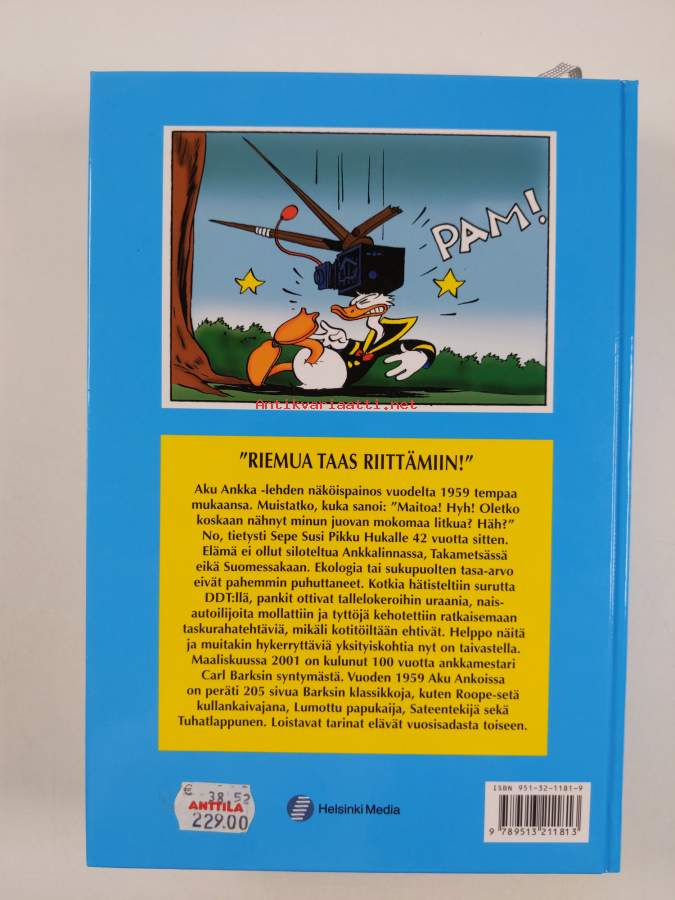 PAM!
Antikvariaatti.net
"RIEMUA TAAS RIITTÄMIIN!"
Aku Ankka -lehden näköispainos vuodelta 1959 tempaa
mukaansa. Muistatko, kuka sanoi: "Maitoa! Hyh! Oletko
koskaan nähnyt minun juovan mokomaa litkua? Häh?"
No, tietysti Sepe Susi Pikku Hukalle 42 vuotta sitten.
Elämä ei ollut siloteltua Ankkalinnassa, Takametsässä
eikä Suomessakaan. Ekologia tai sukupuolten tasa-arvo
eivät pahemmin puhuttaneet. Kotkia hätisteltiin surutta
DDT:llä, pankit ottivat tallelokeroihin uraania, nais-
autoilijoita mollattiin ja tyttöjä kehotettiin ratkaisemaan
taskurahatehtäviä, mikäli kotitöiltään ehtivät. Helppo näitä
ja muitakin hykerryttäviä yksityiskohtia nyt on taivastella.
Maaliskuussa 2001 on kulunut 100 vuotta ankkamestari
Carl Barksin syntymästä. Vuoden 1959 Aku Ankoissa
on peräti 205 sivua Barksin klassikkoja, kuten Roope-setä
kullankaivajana, Lumottu papukaija, Sateentekijä sekä
Tuhatlappunen. Loistavat tarinat elävät vuosisadasta toiseen.
€ 38.52
ANTTILA
229.00
Helsinki Media
ISBN 951-32-1181-9
9 789513 211813